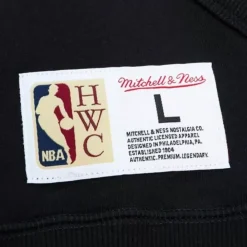 Mitchell & Ness
H
W
C
NBA
L
MITCHELL & NESS NOSTALGIA CO.
AUTHENTIC LICENSED APPAREL
DESIGNED IN PHILADELPHIA, PA.
ESTABLISHED 1904
AUTHENTIC. PREMIUM. LEGENDARY.